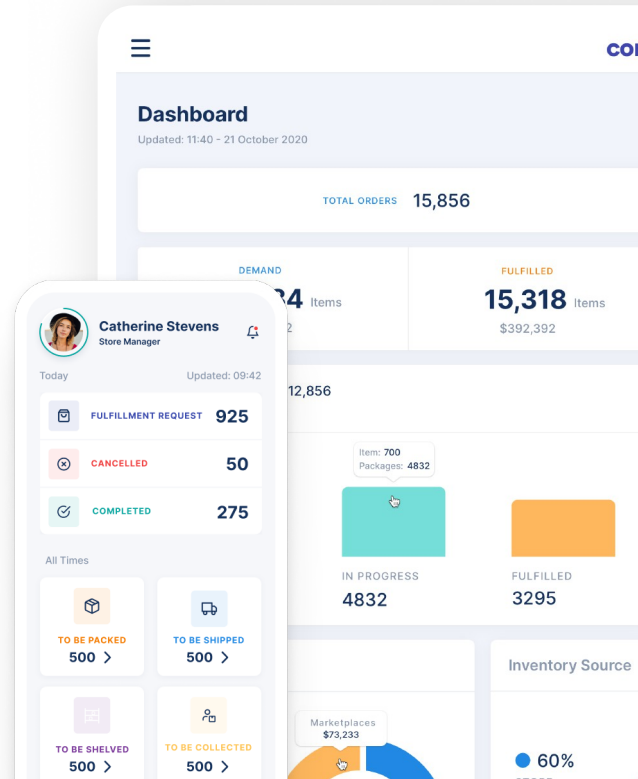 Dashboard
Updated: 11:40 - 21 October 2020
TOTAL ORDERS 15,856
DEMAND
Items
FULFILLED
15,318 Items
$392,392
12,856
Item: 700
Packages: 4832
IN PROGRESS
4832
FULFILLED
3295
Marketplaces
$73,233
Inventory Source
60%
Catherine Stevens
Store Manager
Today Updated: 09:42
FULFILLMENT REQUEST 925
CANCELLED 50
COMPLETED 275
All Times
TO BE PACKED
500 >
TO BE SHIPPED
500 >
TO BE SHELVED
500 >
TO BE COLLECTED
500 >